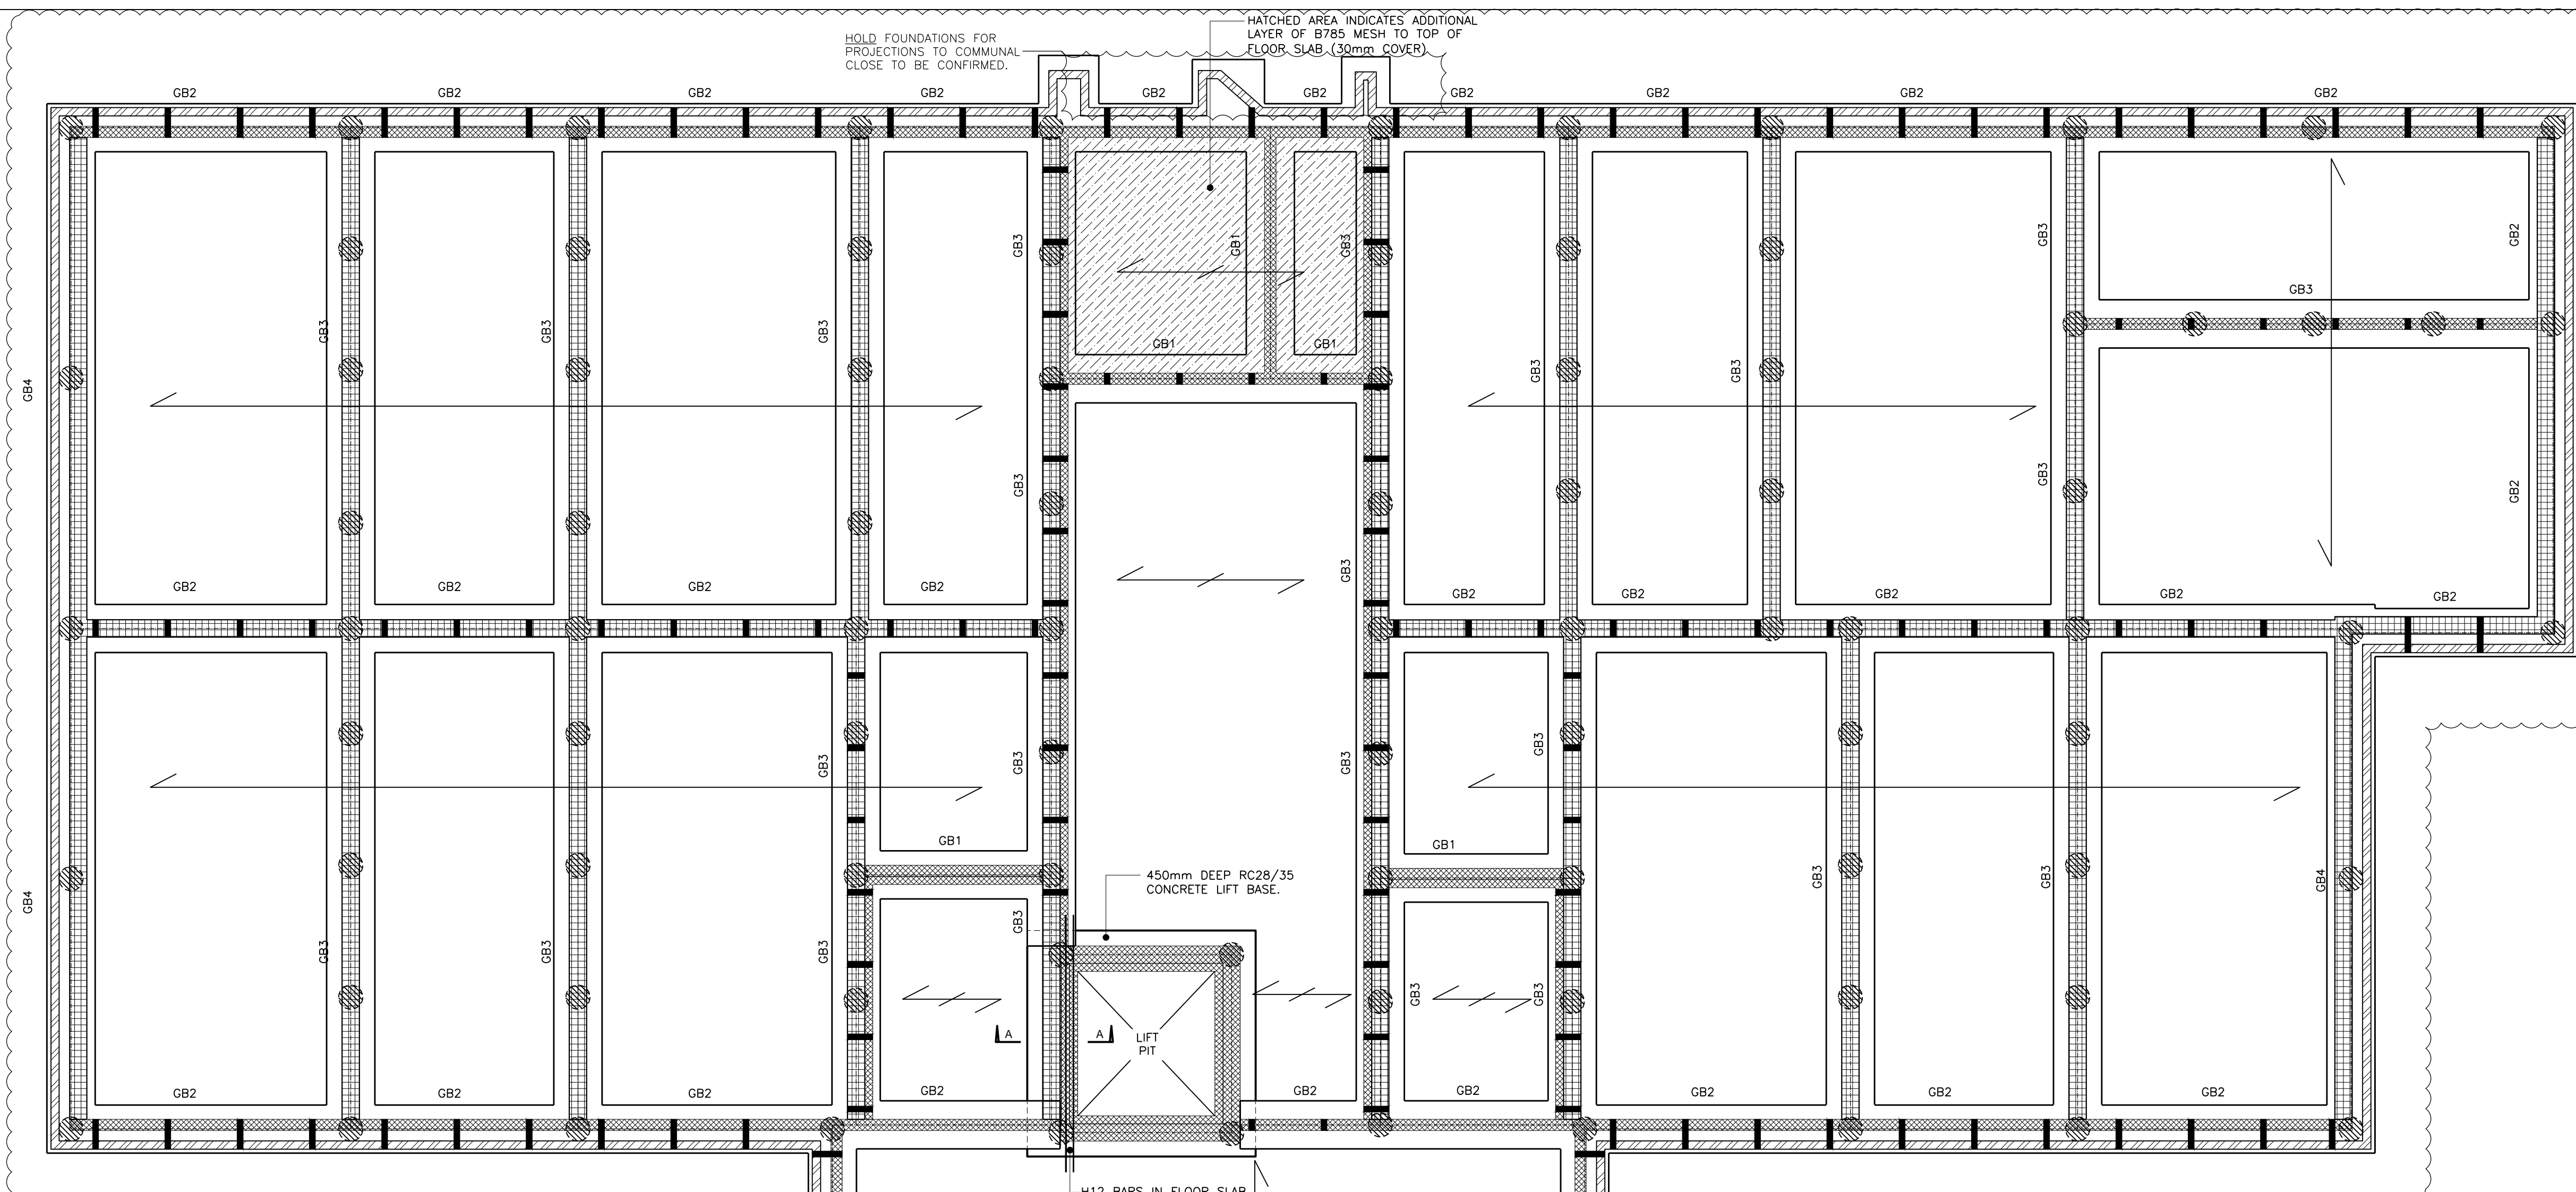 HATCHED AREA INDICATES ADDITIONAL
LAYER OF B785 MESH TO TOP OF
FLOOR SLAB (30mm COVER)
HOLD FOUNDATIONS FOR
PROJECTIONS TO COMMUNAL
CLOSE TO BE CONFIRMED.
GB2 GB2 GB2 GB2 GB2 GB2 GB2 GB2 GB2 GB2
GB3 GB1 GB3 GB3 GB2
GB3
GB4 GB3 GB3 GB3 GB1 GB1 GB3 GB3
GB3 GB3 GB3 GB2
GB2 GB2 GB2 GB2 GB3 GB2 GB2 GB2 GB2 GB2
GB3 GB3 GB3 GB3
GB1 GB1
450mm DEEP RC28/35
CONCRETE LIFT BASE.
GB4 GB3 GB3 GB3 GB3 GB3 GB3 GB4
GB3 GB3
A A
LIFT
PIT
GB2 GB2 GB2 GB2 GB2 GB2 GB2 GB2 GB2
H12 BARS IN FLOOR SLAB